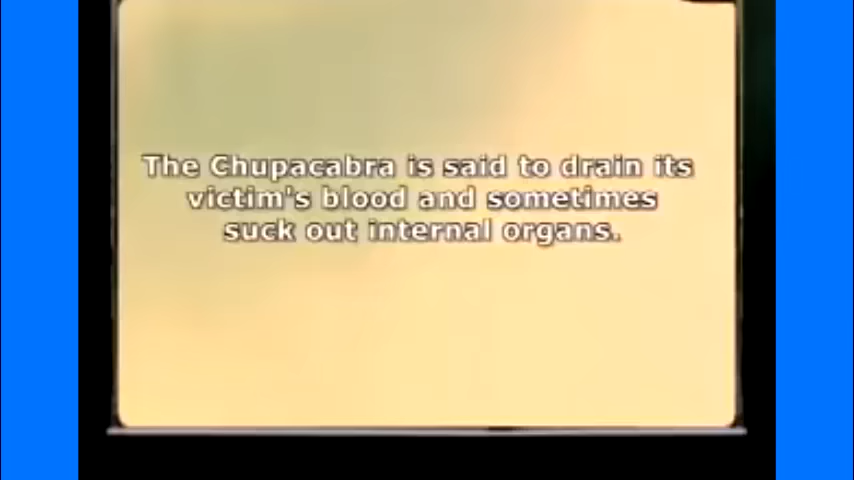 The Chupacabra is said to drain its
victim's blood and sometimes
suck out internal organs.